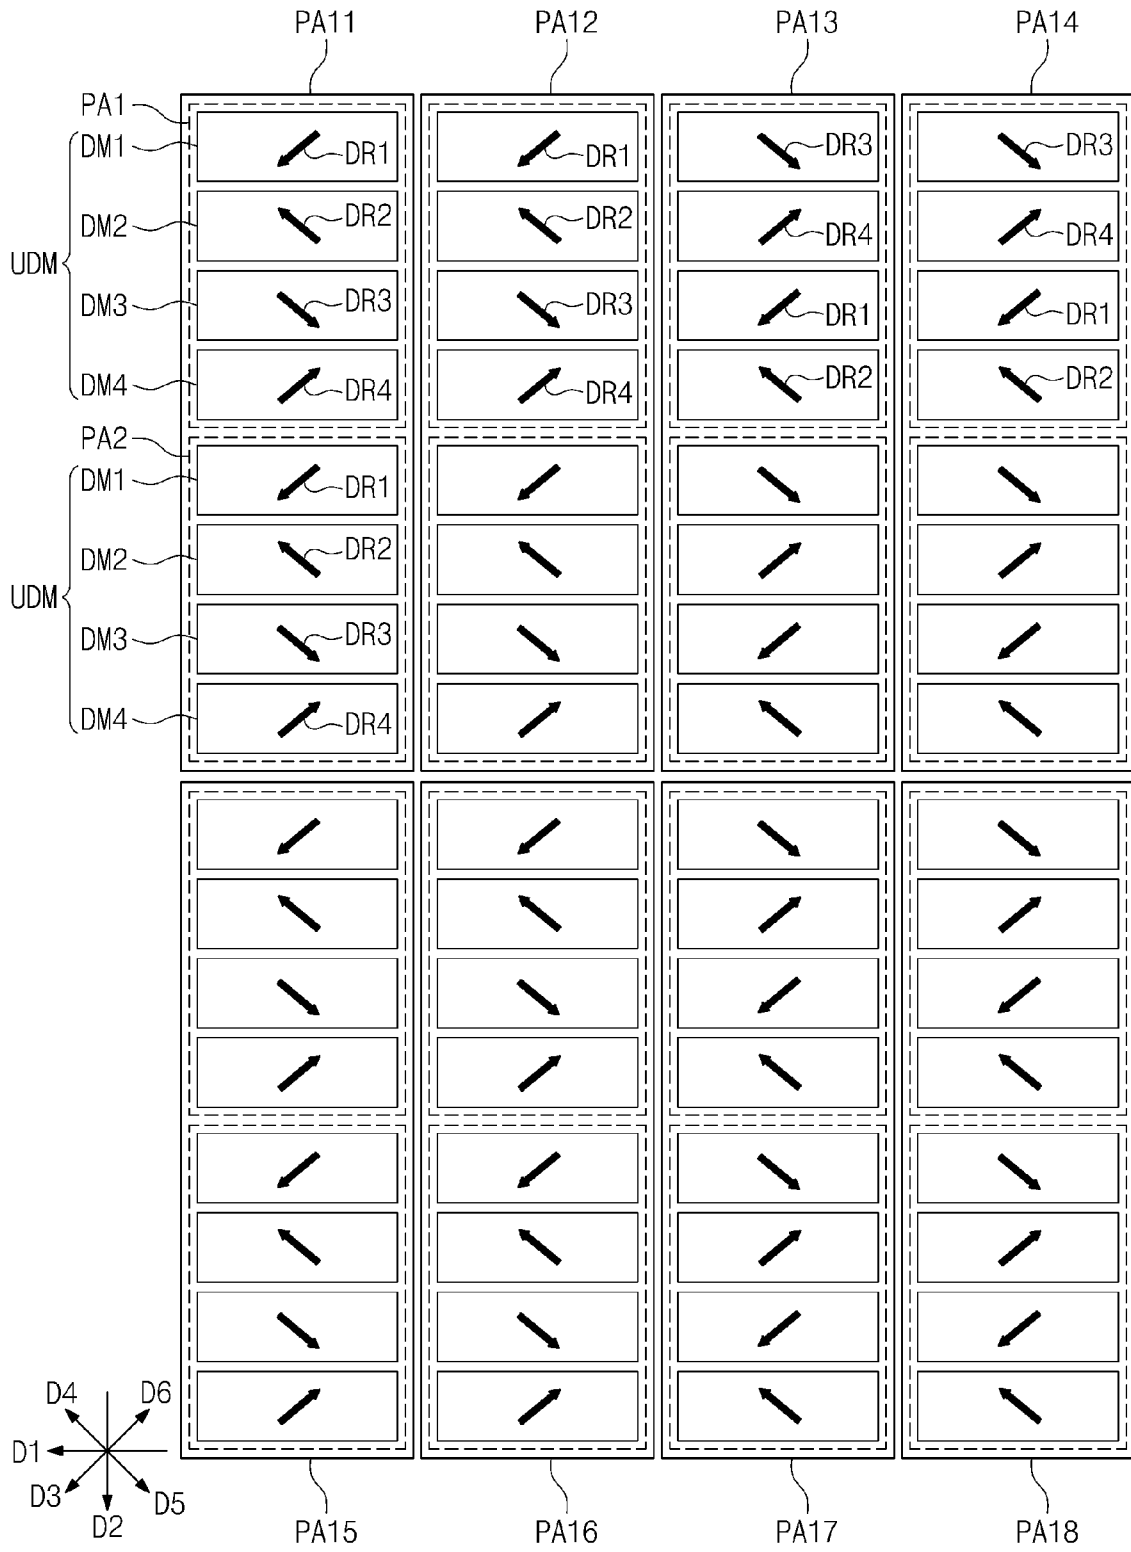 PA11 PA12 PA13 PA14
PA1
DM1 DR1 DR1 DR3 DR3
DM2 DR2 DR2 DR4 DR4
UDM
DM3 DR3 DR3 DR1 DR1
DM4 DR4 DR4 DR2 DR2
PA2
DM1 DR1
DM2 DR2
UDM
DM3 DR3
DM4 DR4
D4 D6
D1
D3 D5
D2
PA15 PA16 PA17 PA18